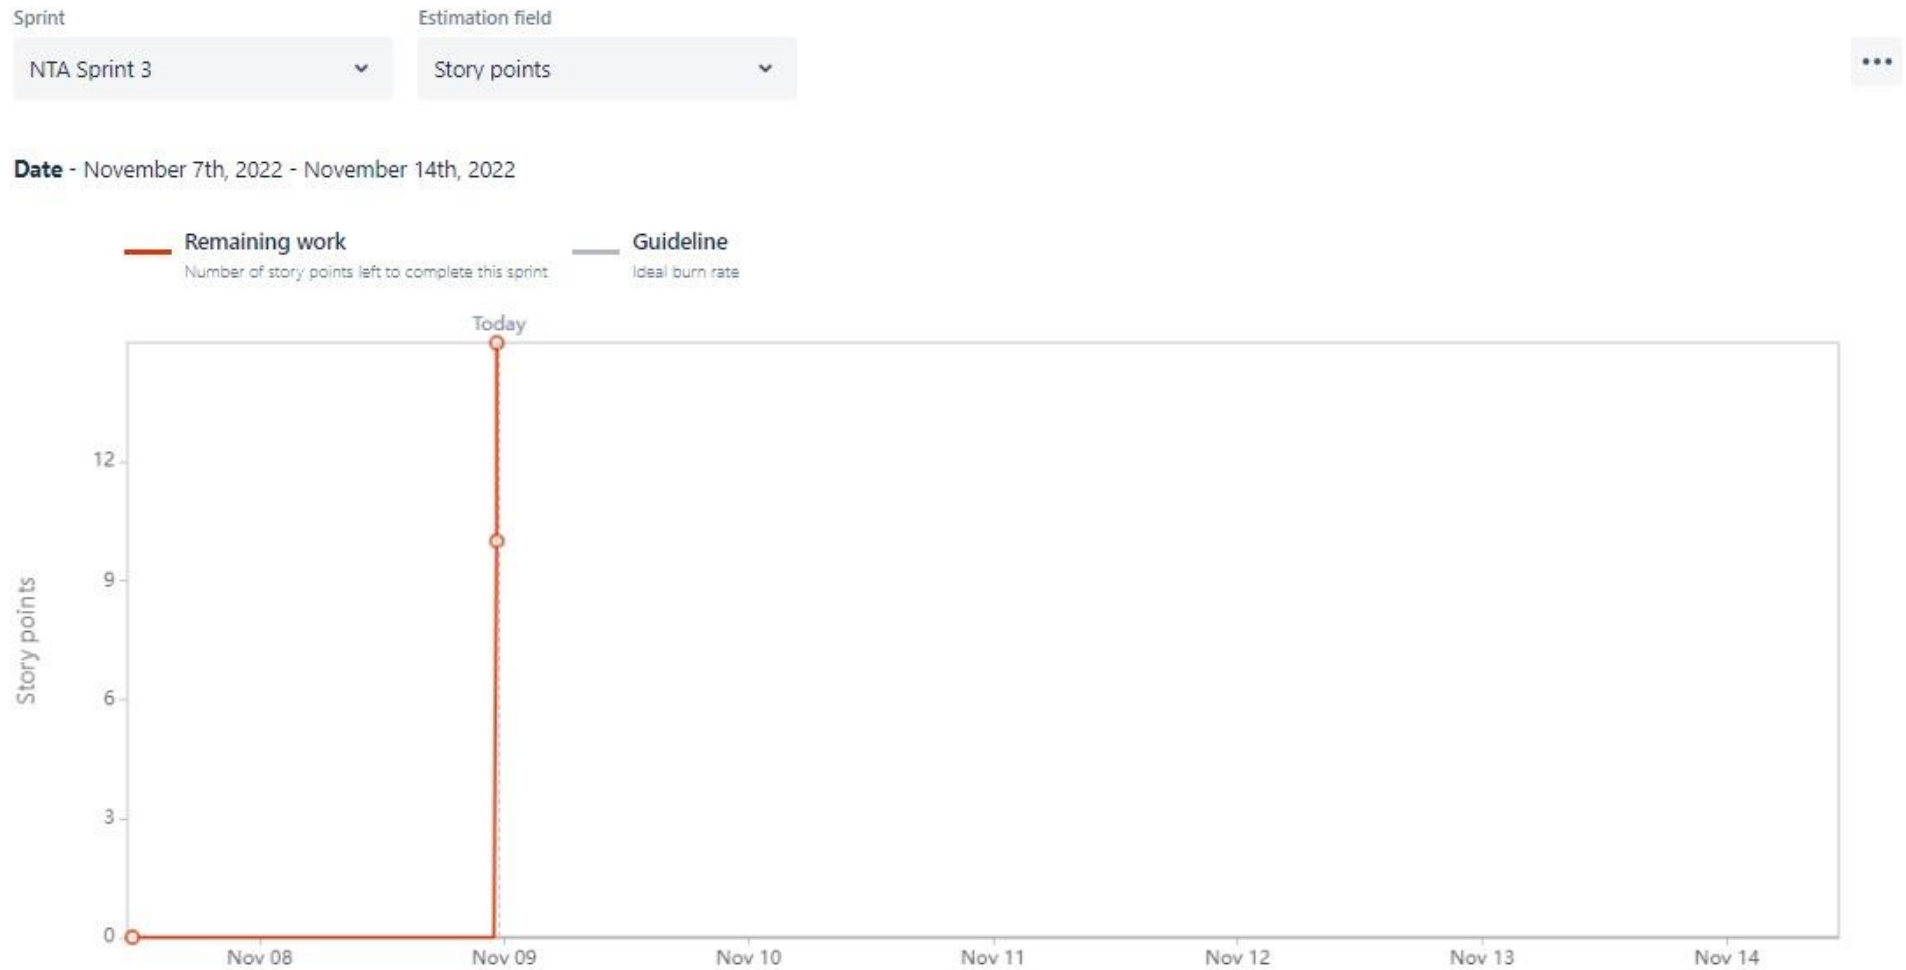 Sprint
Estimation field
NTA Sprint 3
Story points
Date - November 7th, 2022 - November 14th, 2022
Remaining work
Number of story points left to complete this sprint
Guideline
Ideal burn rate
Today
12
9
6
3
0
Story points
Nov 08
Nov 09
Nov 10
Nov 11
Nov 12
Nov 13
Nov 14